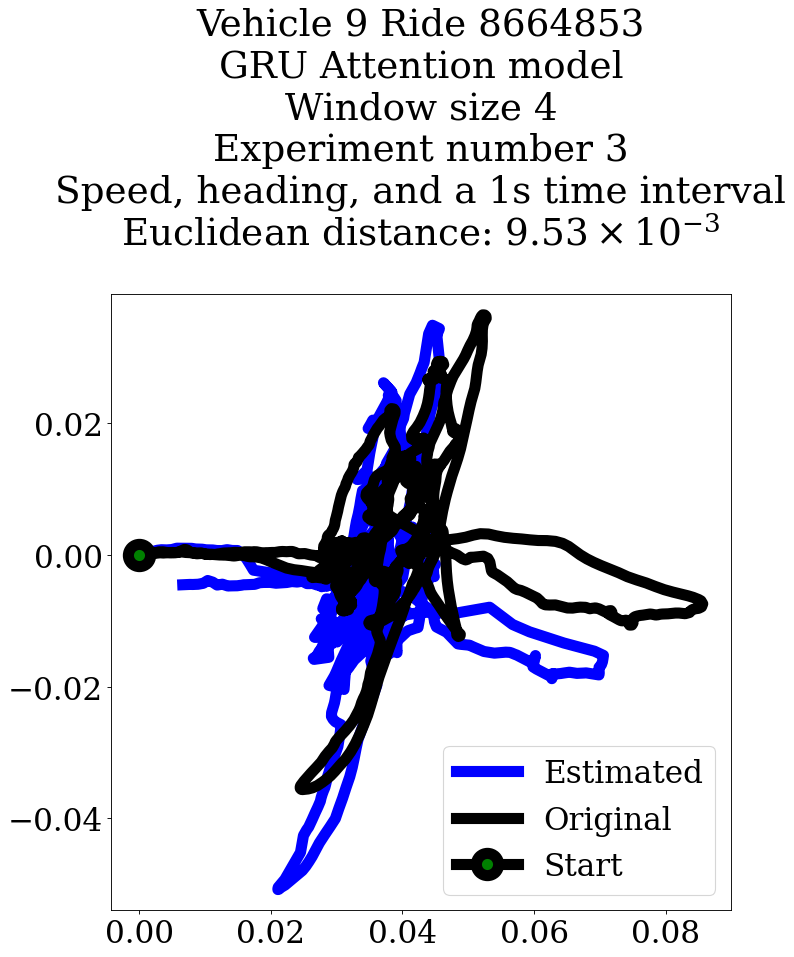 Vehicle 9 Ride 8664853
GRU Attention model
Window size 4
Experiment number 3
Speed, heading, and a 1s time interval
Euclidean distance: 9.53 × 10⁻³
0.02
0.00
−0.02
−0.04
Estimated
Original
Start
0.00 0.02 0.04 0.06 0.08